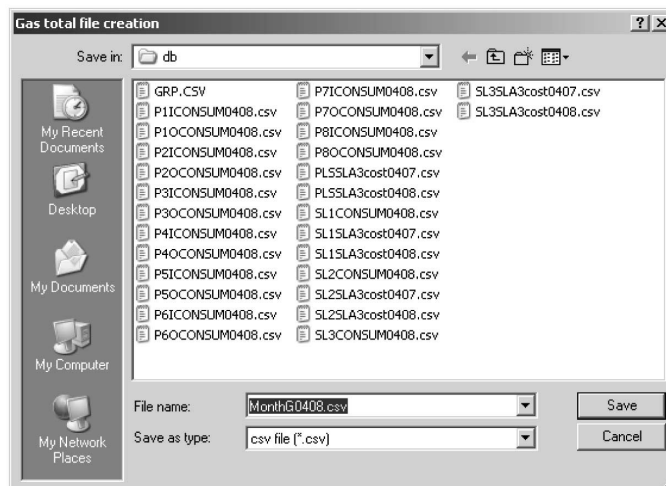 Gas total file creation
Save in:
db
My Recent
Documents
Desktop
My Documents
My Computer
My Network
Places
GRP.CSV
P1ICONSUM0408.csv
P1OCONSUM0408.csv
P2ICONSUM0408.csv
P2OCONSUM0408.csv
P3ICONSUM0408.csv
P3OCONSUM0408.csv
P4ICONSUM0408.csv
P4OCONSUM0408.csv
P5ICONSUM0408.csv
P5OCONSUM0408.csv
P6ICONSUM0408.csv
P6OCONSUM0408.csv
P7ICONSUM0408.csv
P7OCONSUM0408.csv
P8ICONSUM0408.csv
P8OCONSUM0408.csv
PLSSLA3cost0407.csv
PLSSLA3cost0408.csv
SL1CONSUM0408.csv
SL1SLA3cost0407.csv
SL1SLA3cost0408.csv
SL2CONSUM0408.csv
SL2SLA3cost0407.csv
SL2SLA3cost0408.csv
SL3CONSUM0408.csv
SL3SLA3cost0407.csv
SL3SLA3cost0408.csv
File name:
MonthG0408.csv
Save
Save as type:
csv file (*.csv)
Cancel